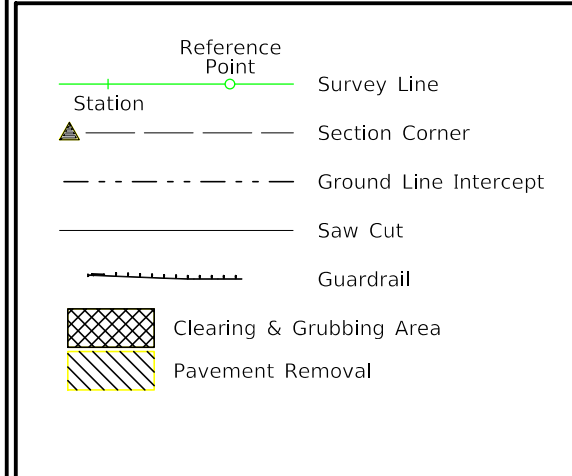 Reference
Point
Survey Line
Station
Section Corner
Ground Line Intercept
Saw Cut
Guardrail
Clearing & Grubbing Area
Pavement Removal